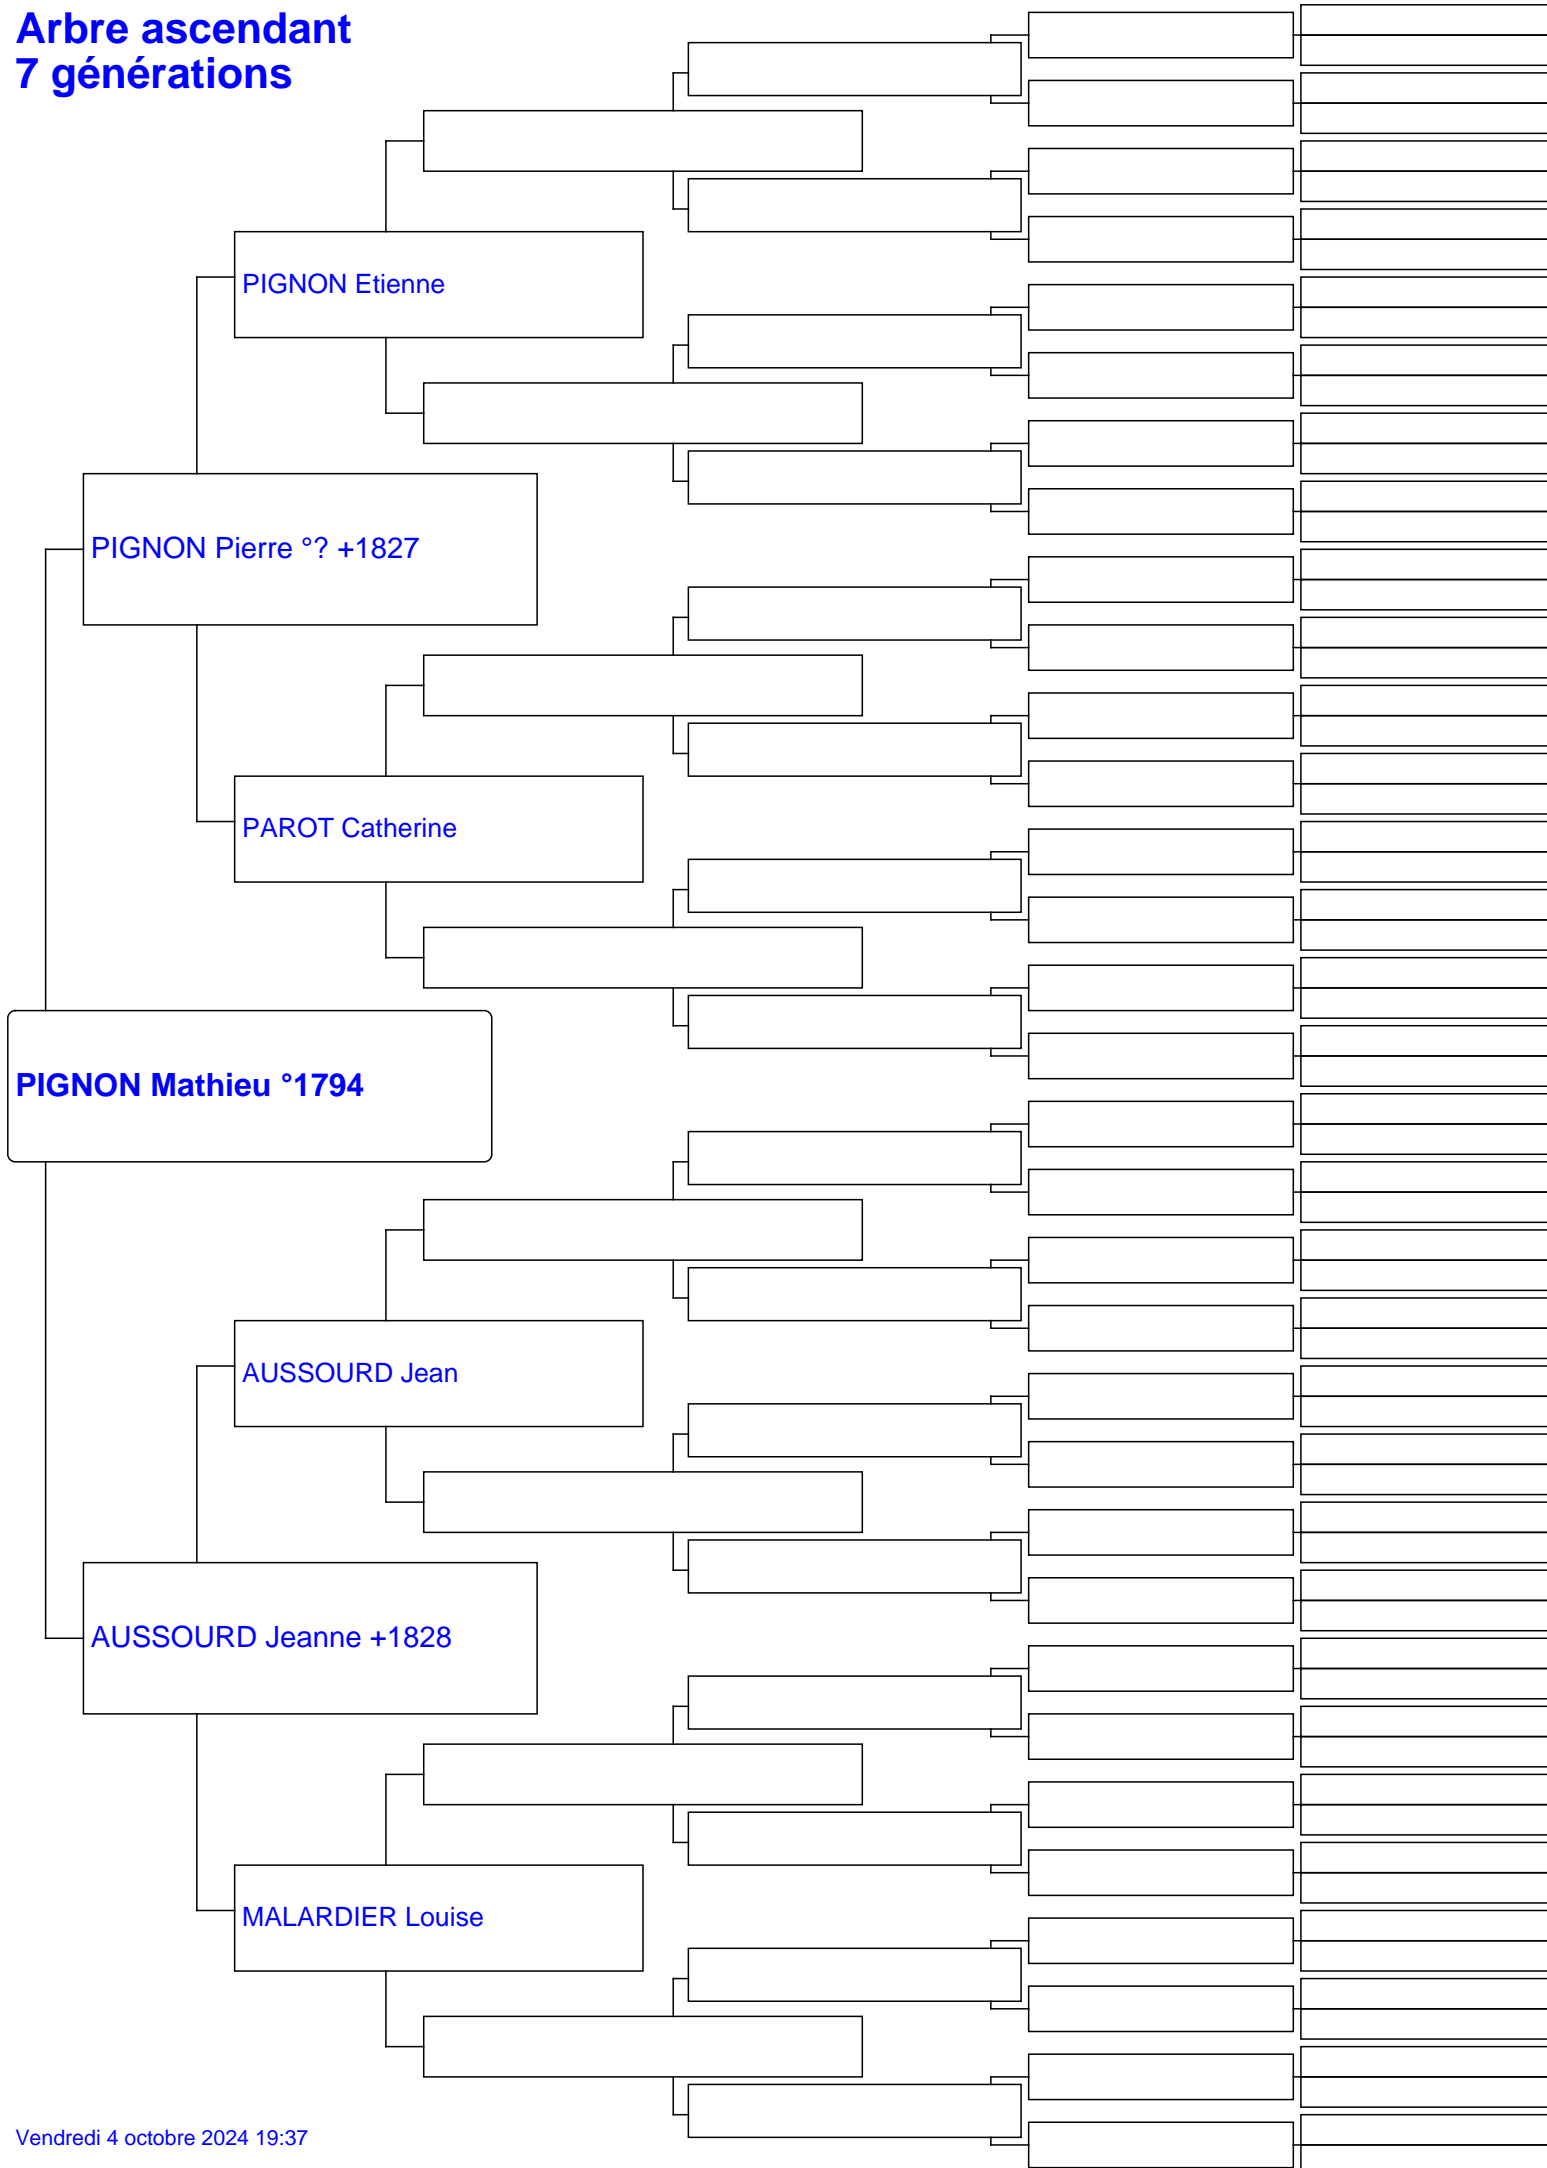 Arbre ascendant
7 générations
PIGNON Etienne
PIGNON Pierre °? +1827
PAROT Catherine
PIGNON Mathieu °1794
AUSSOURD Jean
AUSSOURD Jeanne +1828
MALARDIER Louise
Vendredi 4 octobre 2024 19:37